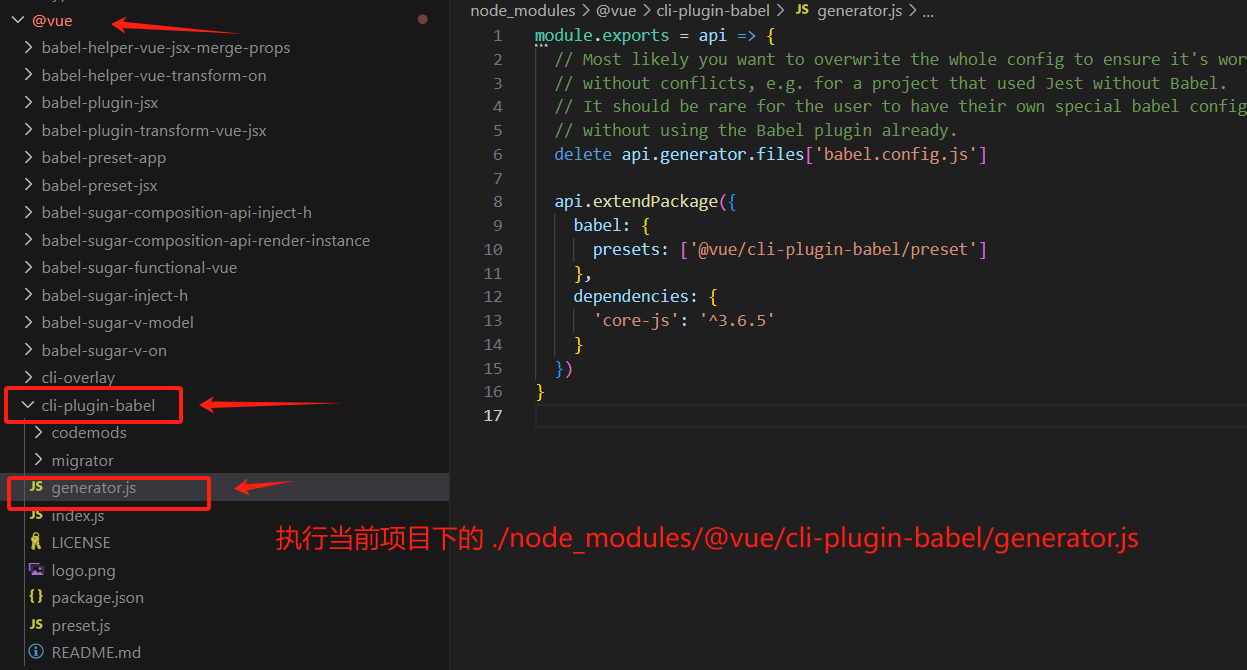 @vue
babel-helper-vue-jsx-merge-props
babel-helper-vue-transform-on
babel-plugin-jsx
babel-plugin-transform-vue-jsx
babel-preset-app
babel-preset-jsx
babel-sugar-composition-api-inject-h
babel-sugar-composition-api-render-instance
babel-sugar-functional-vue
babel-sugar-inject-h
babel-sugar-v-model
babel-sugar-v-on
cli-overlay
cli-plugin-babel
codemods
migrator
JS generator.js
JS index.js
LICENSE
logo.png
{} package.json
JS preset.js
README.md
node_modules > @vue > cli-plugin-babel > JS generator.js > ...
1 module.exports = api => {
2 // Most likely you want to overwrite the whole config to ensure it's wor
3 // without conflicts, e.g. for a project that used Jest without Babel.
4 // It should be rare for the user to have their own special babel config
5 // without using the Babel plugin already.
6 delete api.generator.files['babel.config.js']
7
8 api.extendPackage({
9 babel: {
10 presets: ['@vue/cli-plugin-babel/preset']
11 },
12 dependencies: {
13 'core-js': '^3.6.5'
14 }
15 })
16 }
17
执行当前项目下的 ./node_modules/@vue/cli-plugin-babel/generator.js